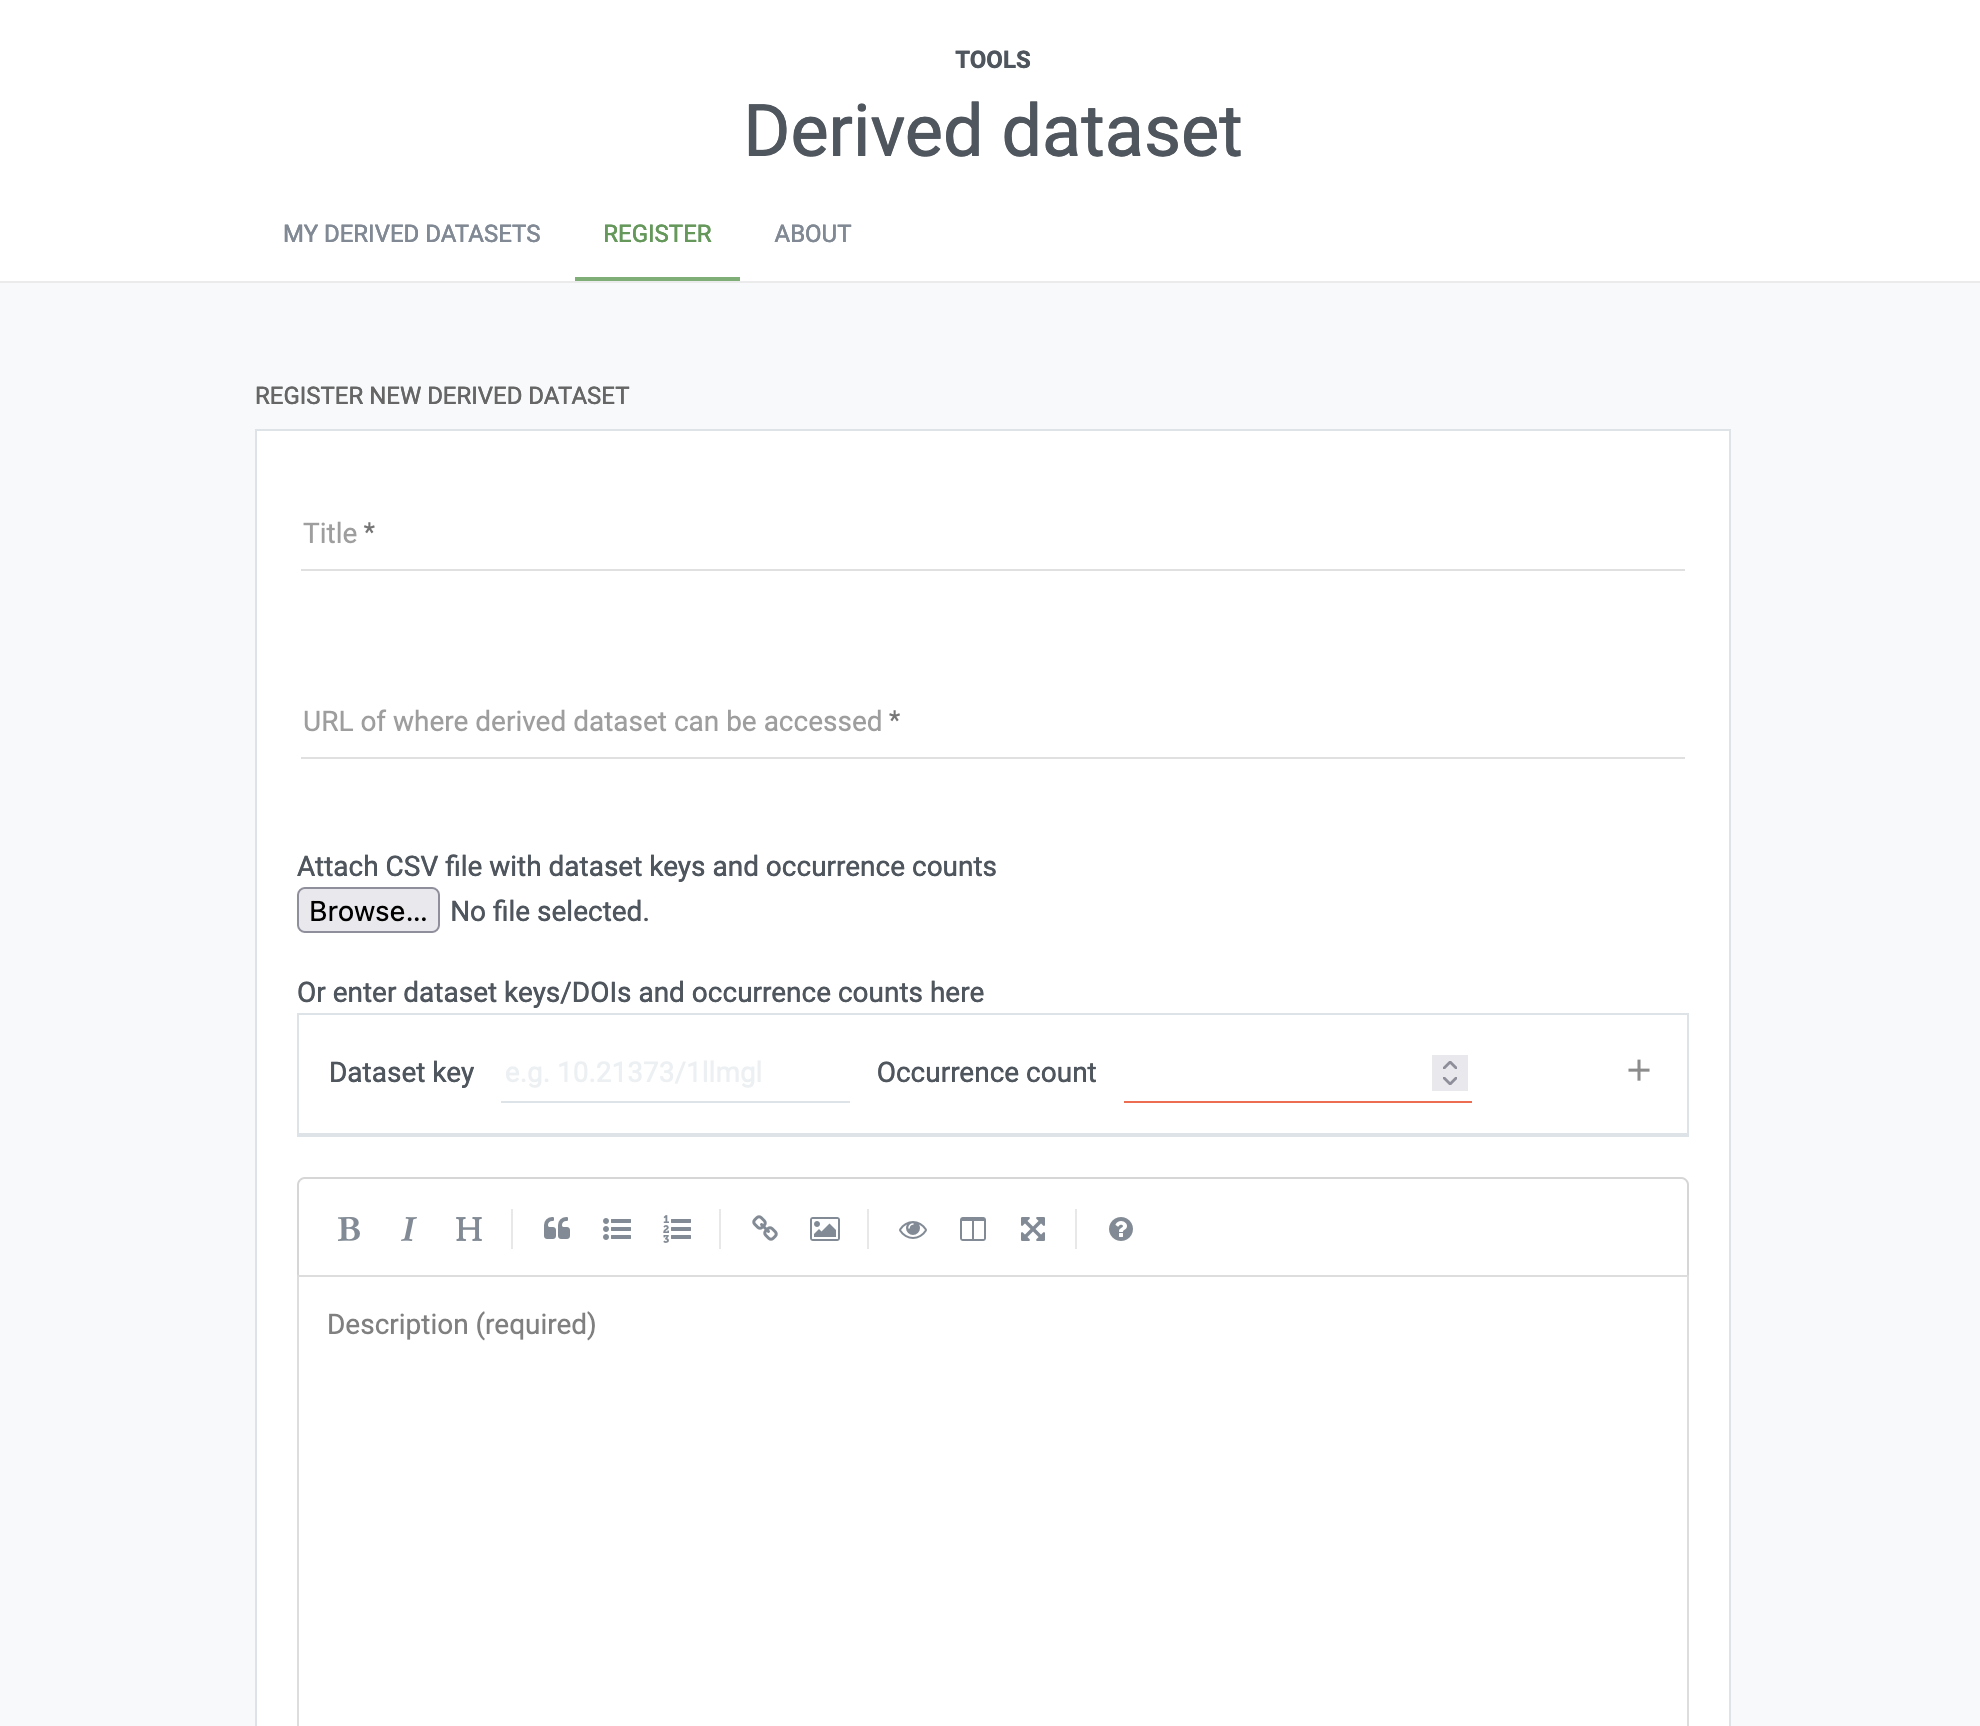 TOOLS
Derived dataset
MY DERIVED DATASETS REGISTER ABOUT
REGISTER NEW DERIVED DATASET
Title *
URL of where derived dataset can be accessed *
Attach CSV file with dataset keys and occurrence counts
Browse... No file selected.
Or enter dataset keys/DOIs and occurrence counts here
Dataset key e.g. 10.21373/1llmgl Occurrence count +
B I H
Description (required)